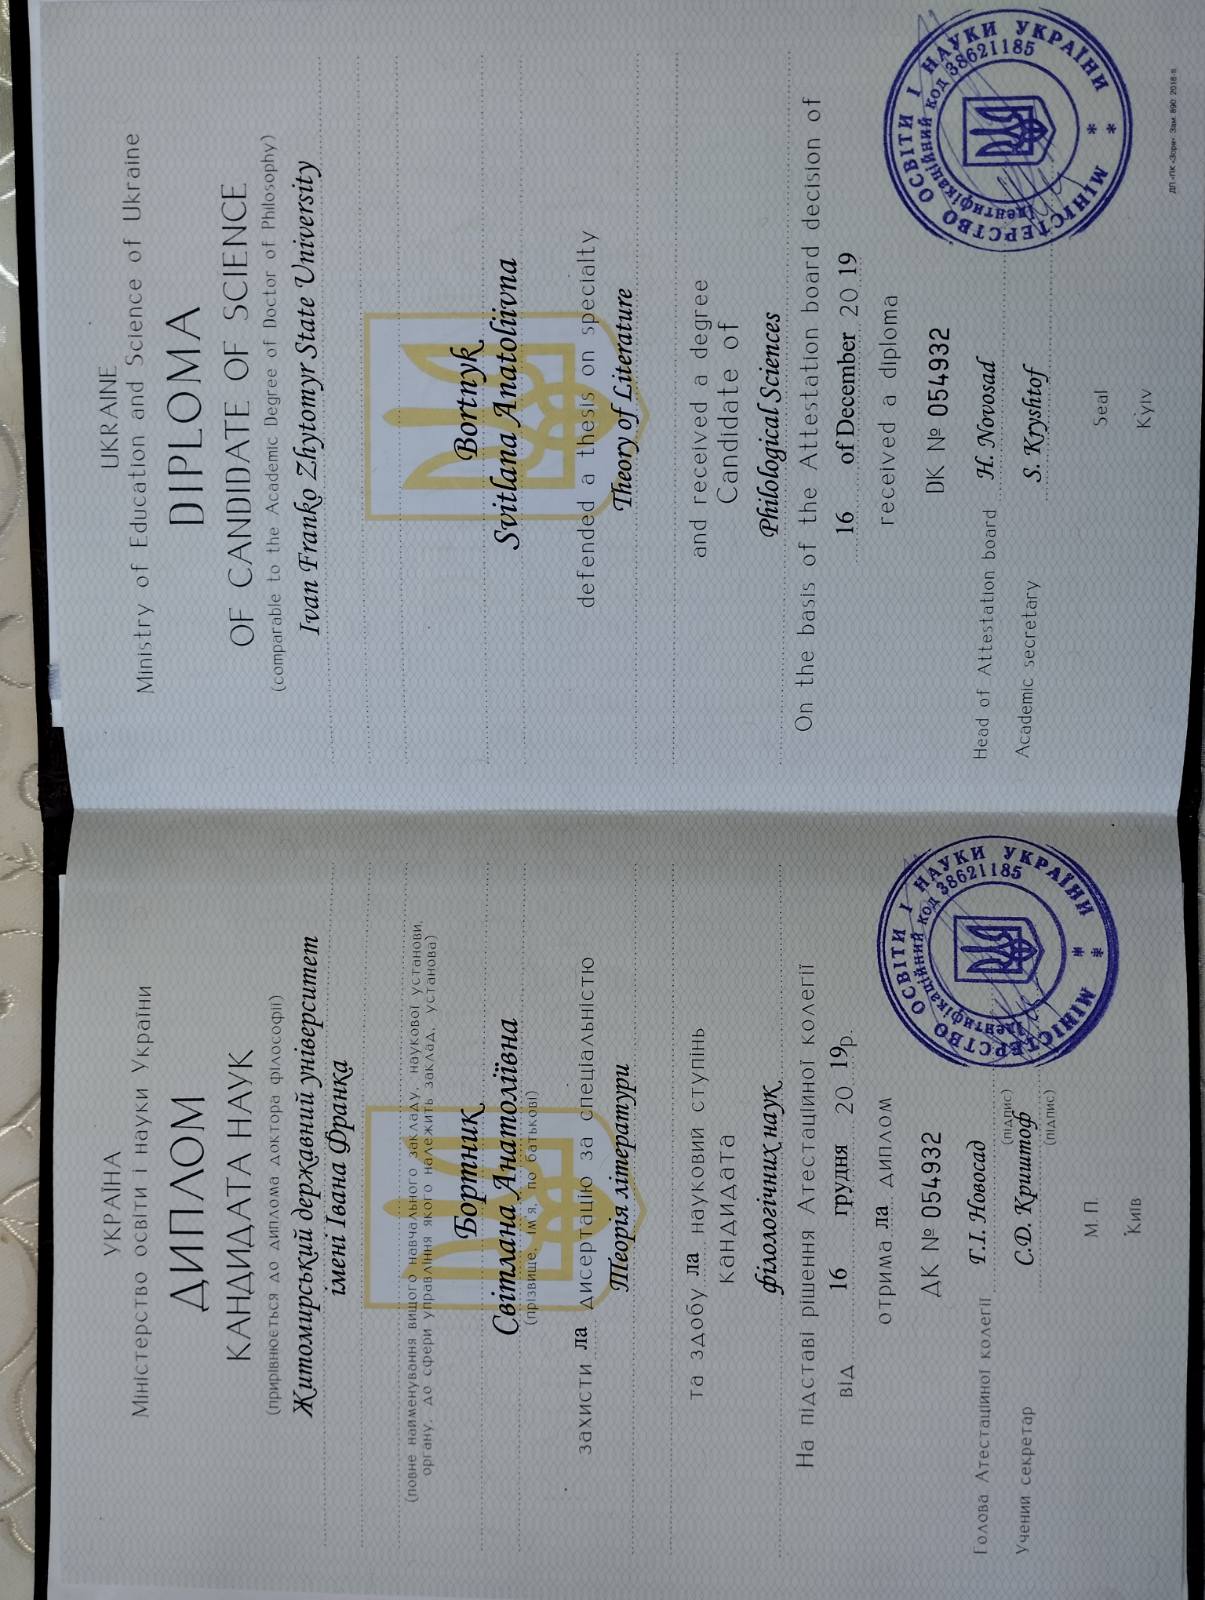 УКРАЇНА
Міністерство освіти і науки України
ДИПЛОМ
КАНДИДАТА НАУК
(прирівнюється до диплома доктора філософії)
Житомирський державний університет
імені Івана Франка
(повне найменування вищого навчального закладу, наукової установи,
органу, до сфери управління якого належить заклад, установа)
Бортник
Світлана Анатоліївна
(прізвище, ім'я, по батькові)
захисти ла дисертацію за спеціальністю
Теорія літератури
та здобу ла науковий ступінь
кандидата
філологічних наук
На підставі рішення Атестаційної колегії
від 16 грудня 20 19 р.
отрима ла диплом
ДК № 054932
Голова Атестаційної колегії Т.І. Новосад
(підпис)
Учений секретар С.Д. Криштоф
(підпис)
М.П.
Київ
МІНІСТЕРСТВО ОСВІТИ І НАУКИ УКРАЇНИ * *
Ідентифікаційний код 38621185
UKRAINE
Ministry of Education and Science of Ukraine
DIPLOMA
OF CANDIDATE OF SCIENCE
(comparable to the Academic Degree of Doctor of Philosophy)
Ivan Franko Zhytomyr State University
Bortnyk
Svitlana Anatoliivna
defended a thesis on specialty
Theory of Literature
and received a degree
Candidate of
Philological Sciences
On the basis of the Attestation board decision of
16 of December 20 19
received a diploma
DK № 054932
Head of Attestation board H. Novosad
Academic secretary S. Kryshtof
Seal
Kyiv
МІНІСТЕРСТВО ОСВІТИ І НАУКИ УКРАЇНИ * *
Ідентифікаційний код 38621185
ДП «ПК «Зоря». Зам. 890. 2018-II.